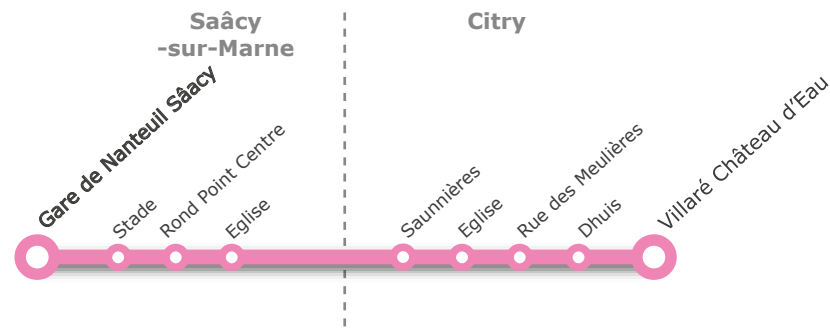 Saâcy
-sur-Marne
Citry
Gare de Nanteuil Sâacy
Stade
Rond Point Centre
Eglise
Saunnières
Eglise
Rue des Meulières
Dhuis
Villaré Château d'Eau